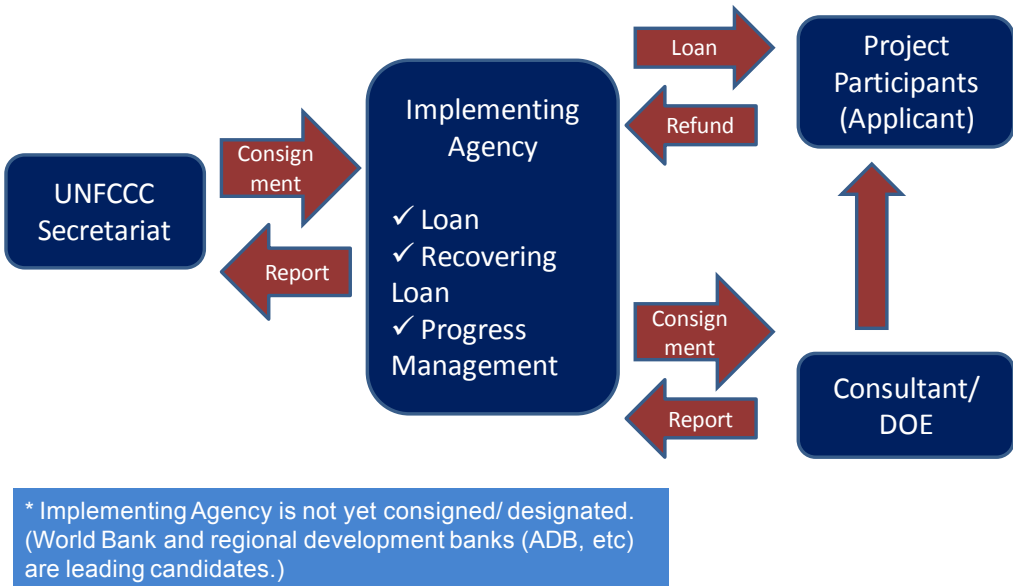 UNFCCC
Secretariat
Consign
ment
Report
Implementing
Agency
✓ Loan
✓ Recovering
Loan
✓ Progress
Management
Loan
Refund
Project
Participants
(Applicant)
Consign
ment
Report
Consultant/
DOE
* Implementing Agency is not yet consigned/ designated.
(World Bank and regional development banks (ADB, etc)
are leading candidates.)